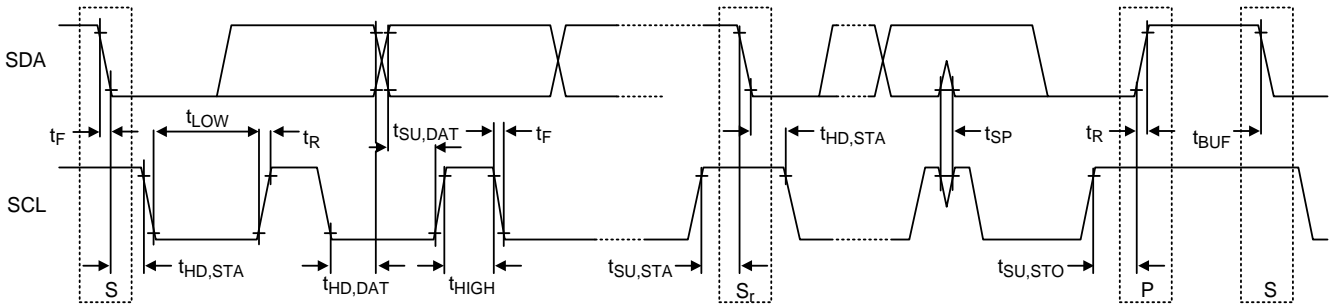 SDA
t_F
t_LOW
t_R
t_SU,DAT
t_F
t_HD,STA
t_SP
t_R
t_BUF
SCL
t_HD,STA
t_HD,DAT
t_HIGH
t_SU,STA
t_SU,STO
S
S_r
P
S